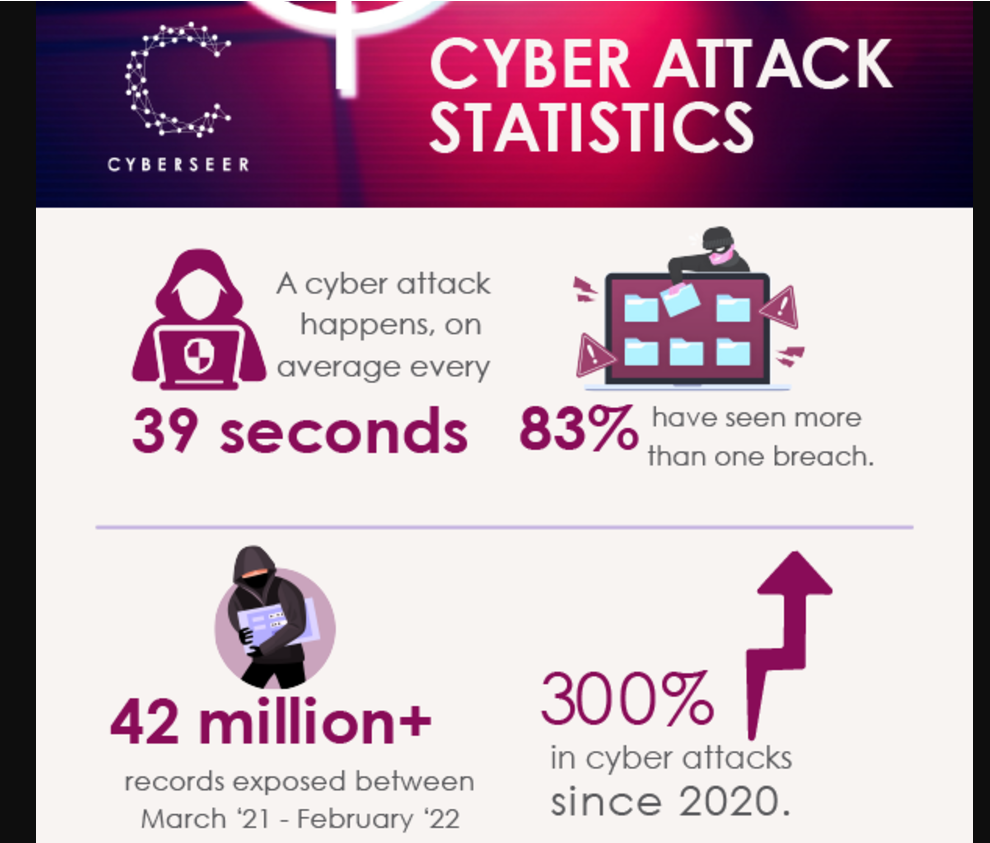 CYBERSEER
CYBER ATTACK
STATISTICS
A cyber attack
happens, on
average every
39 seconds
83% have seen more
than one breach.
42 million+
records exposed between
March ‘21 - February ‘22
300%
in cyber attacks
since 2020.